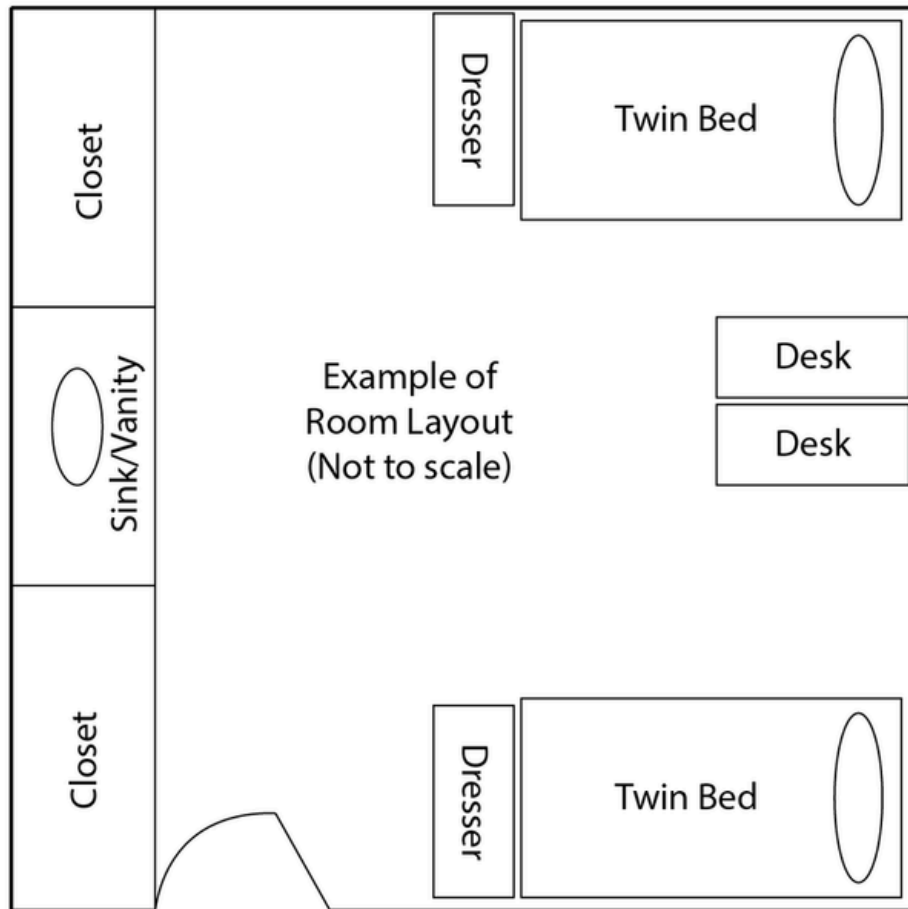 Closet
Dresser
Twin Bed
Sink/Vanity
Example of
Room Layout
(Not to scale)
Desk
Desk
Closet
Dresser
Twin Bed